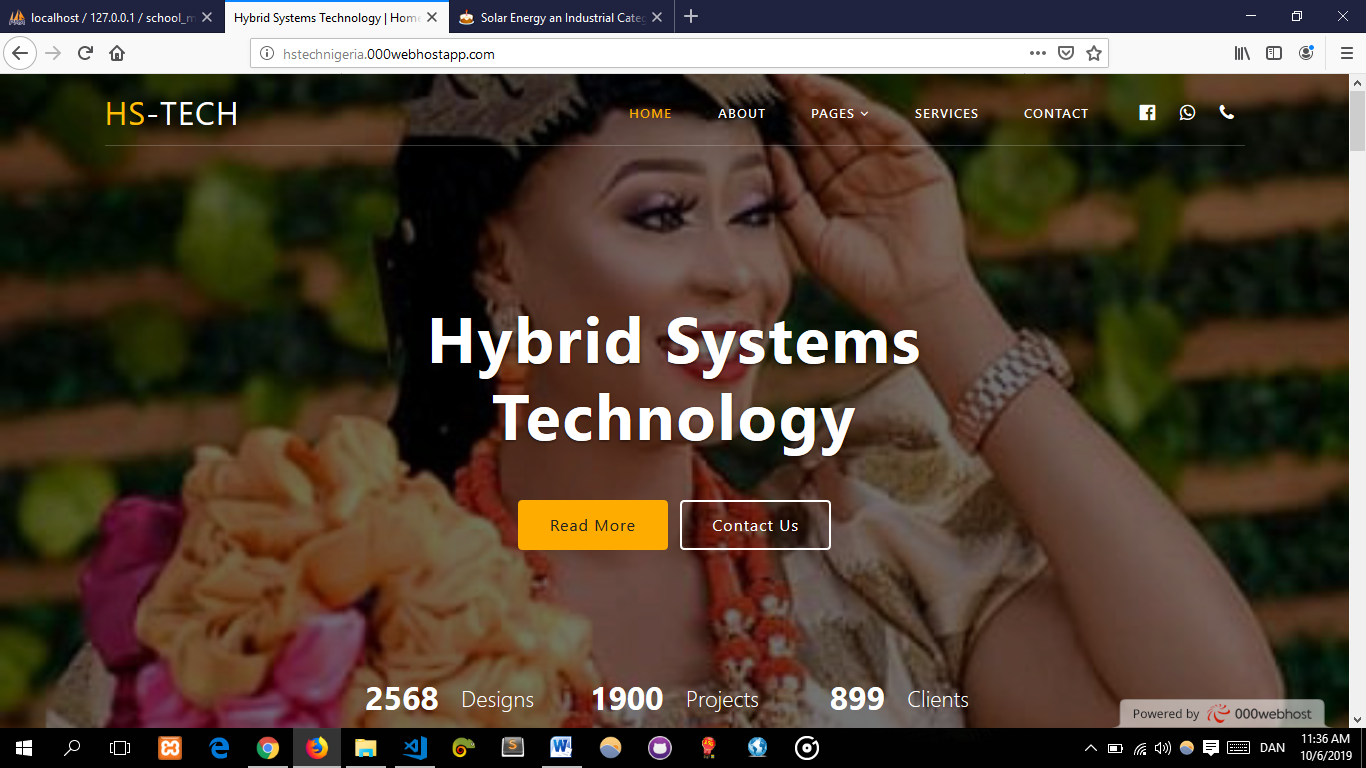 localhost / 127.0.0.1 / school_m
Hybrid Systems Technology | Home
Solar Energy an Industrial Categ
hstechnigeria.000webhostapp.com
HS-TECH
HOME ABOUT PAGES SERVICES CONTACT
Hybrid Systems
Technology
Read More Contact Us
2568 Designs 1900 Projects 899 Clients
Powered by 000webhost
DAN
11:36 AM
10/6/2019